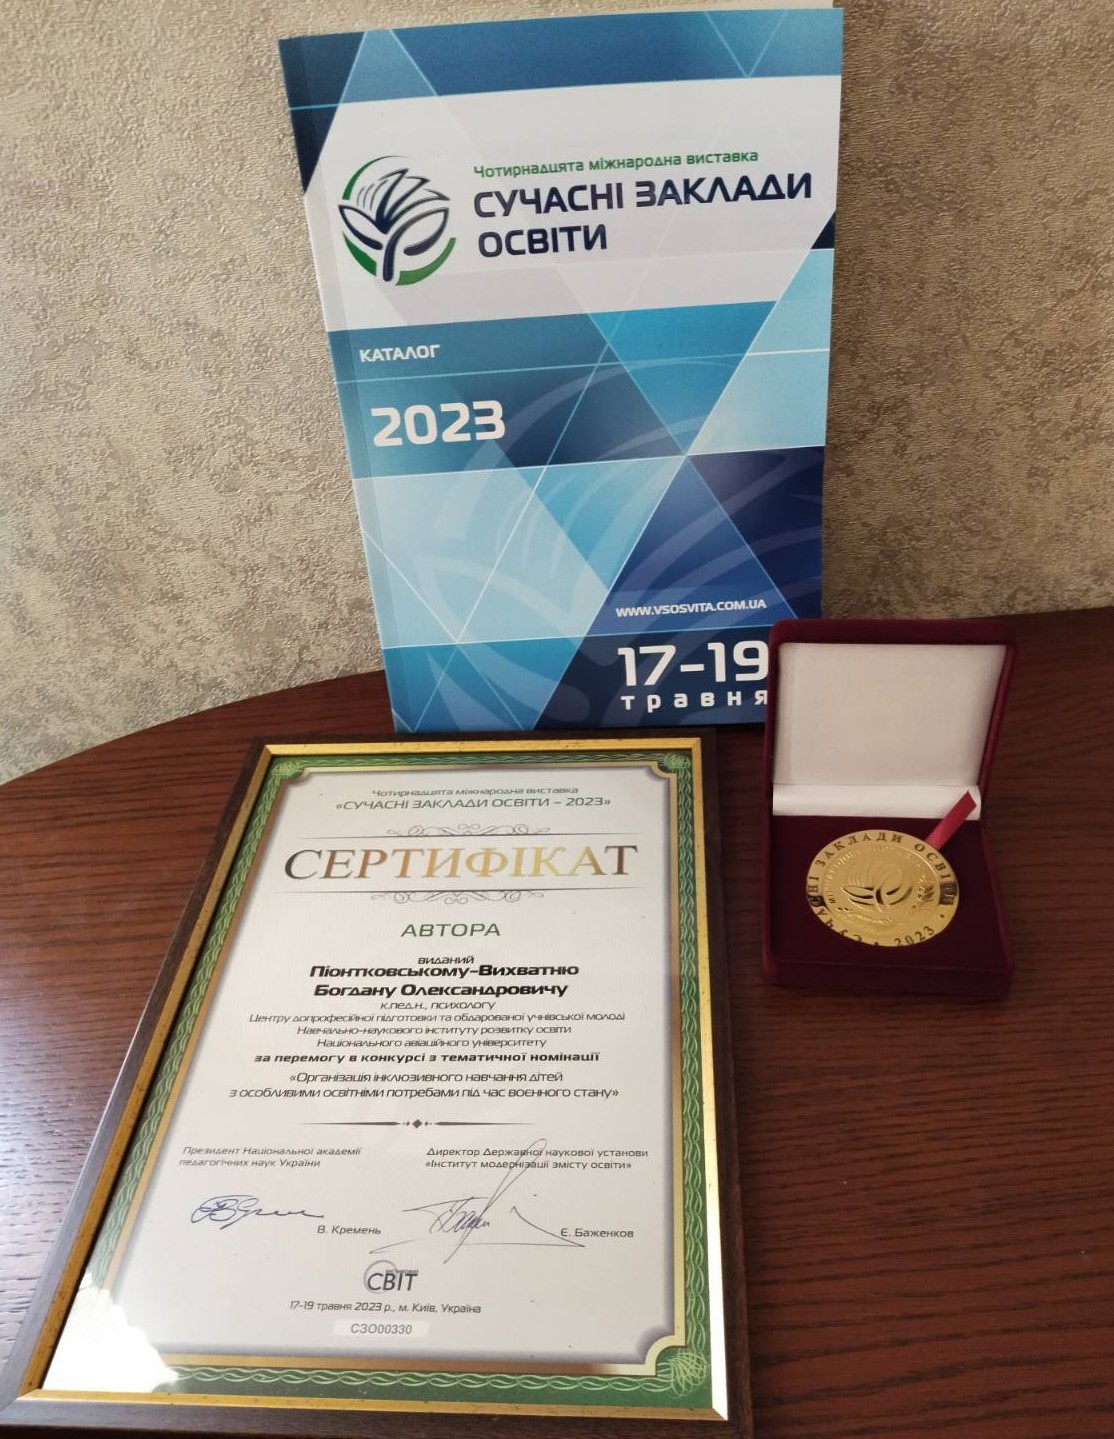 Чотирнадцята міжнародна виставка
СУЧАСНІ ЗАКЛАДИ
ОСВІТИ
КАТАЛОГ
2023
WWW.VSOSVITA.COM.UA
17-19
травня
Чотирнадцята міжнародна виставка
«СУЧАСНІ ЗАКЛАДИ ОСВІТИ – 2023»
СЕРТИФІКАТ
АВТОРА
виданий
Піонтковському-Вихватню
Богдану Олександровичу
к.пед.н., психологу
Центру допрофесійної підготовки та обдарованої учнівської молоді
Навчально-наукового інституту розвитку освіти
Національного авіаційного університету
за перемогу в конкурсі з тематичної номінації
«Організація інклюзивного навчання дітей
з особливими освітніми потребами під час воєнного стану»
Президент Національної академії
педагогічних наук України
В. Кремень
Директор Державної наукової установи
«Інститут модернізації змісту освіти»
Є. Баженков
СВІТ
17-19 травня 2023 р., м. Київ, Україна
СЗО00330
СУЧАСНІ ЗАКЛАДИ ОСВІТИ
2023